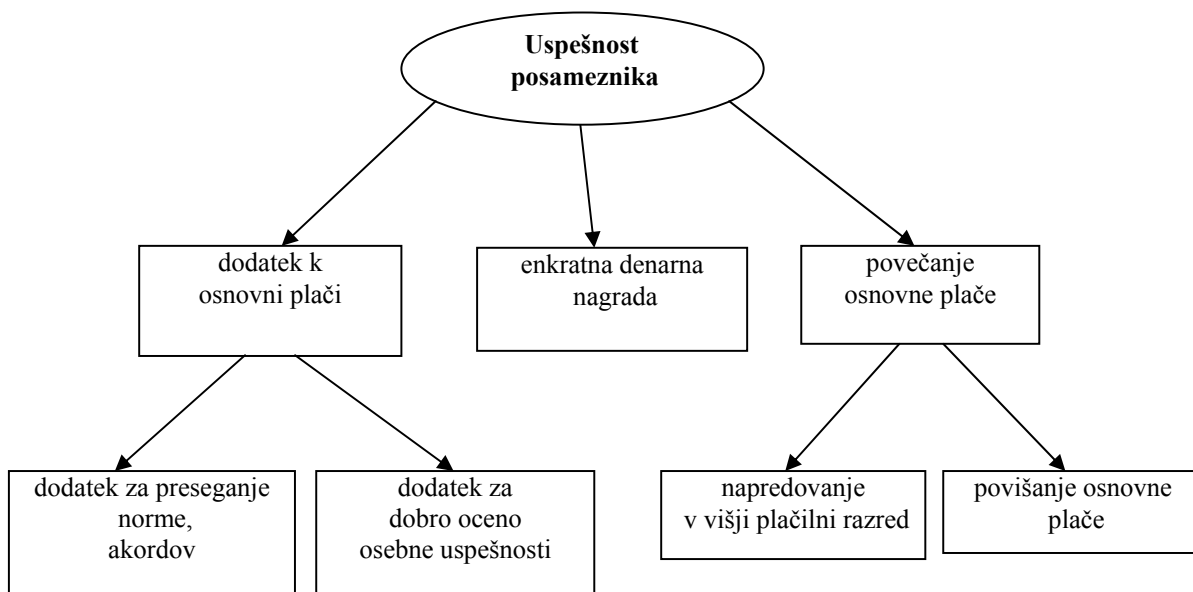 Uspešnost
posameznika
dodatek k
osnovni plači
enkratna denarna
nagrada
povečanje
osnovne plače
dodatek za preseganje
norme,
akordov
dodatek za
dobro oceno
osebne uspešnosti
napredovanje
v višji plačilni razred
povišanje osnovne
plače